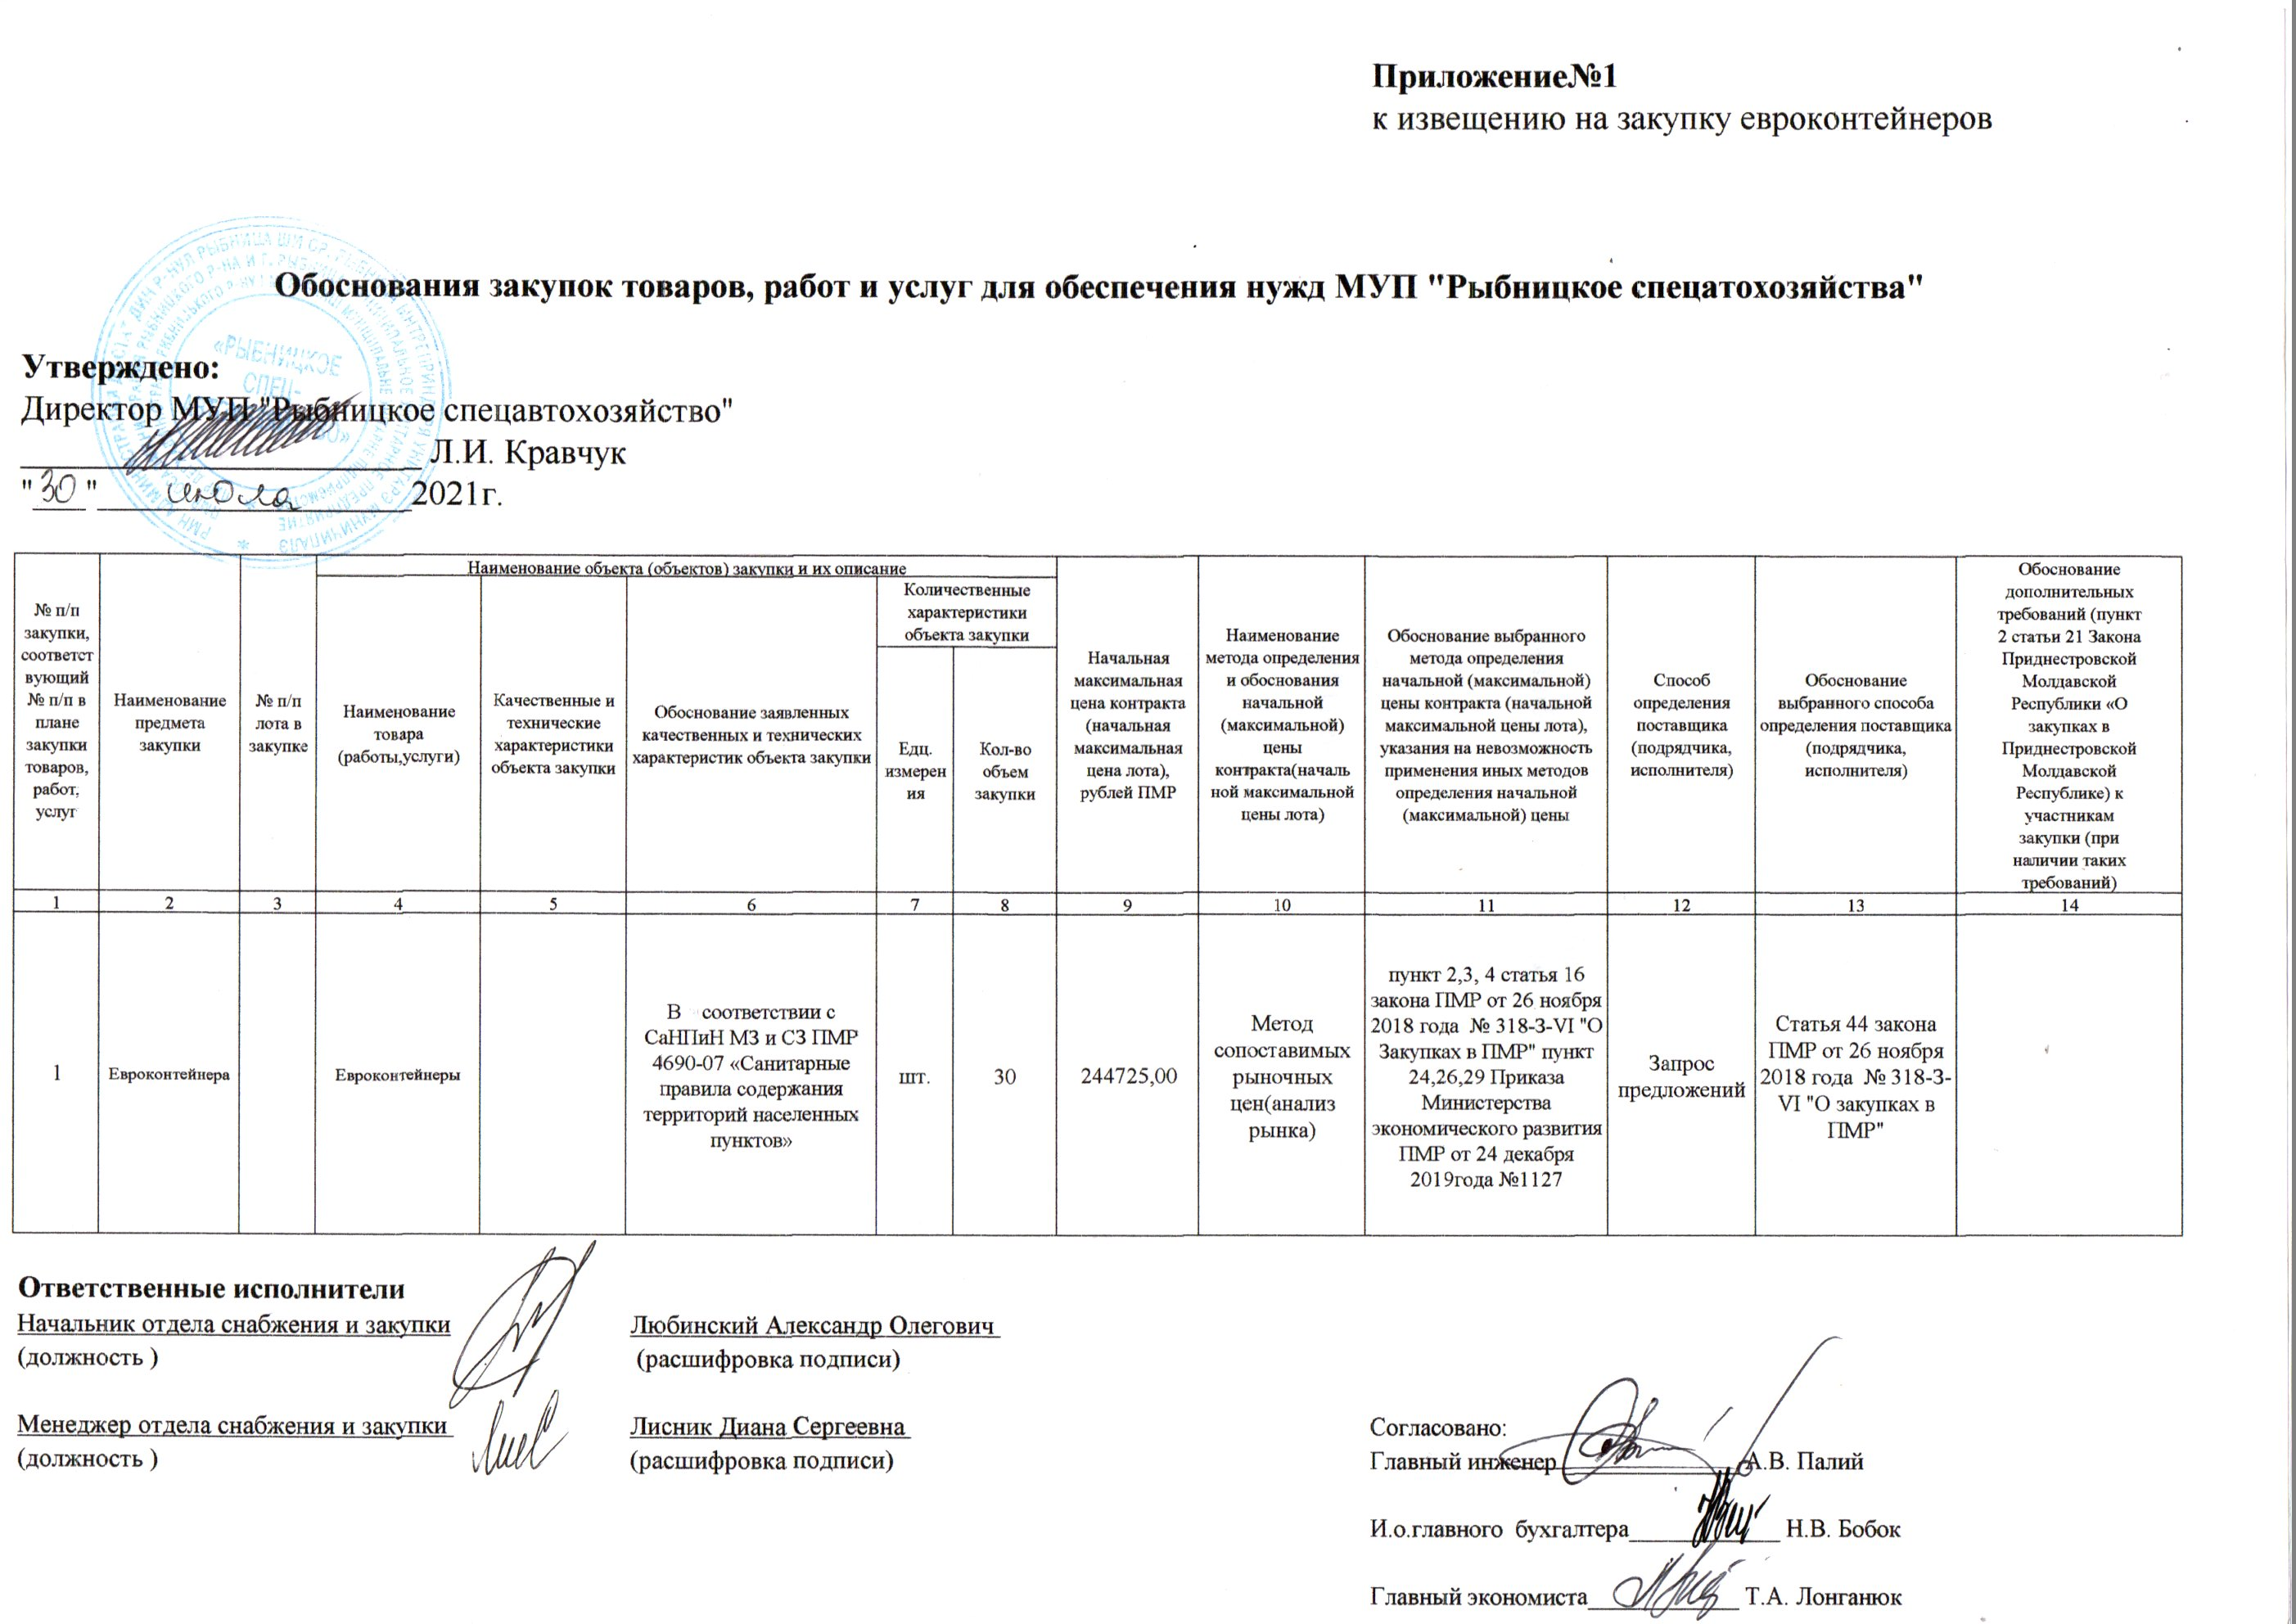 Приложение№1
к извещению на закупку евроконтейнеров
Обоснования закупок товаров, работ и услуг для обеспечения нужд МУП "Рыбницкое спецатохозяйства"
«РЫБНИЦКОЕ
СПЕЦ-
Утверждено:
Директор МУП "Рыбницкое спецавтохозяйство"
Л.И. Кравчук
"30" июля 2021г.
№ п/п
закупки,
соответст
вующий
№ п/п в
плане
закупки
товаров,
работ,
услуг
Наименование
предмета
закупки
№ п/п
лота в
закупке
Наименование объекта (объектов) закупки и их описание
Наименование
товара
(работы,услуги)
Качественные и
технические
характеристики
объекта закупки
Обоснование заявленных
качественных и технических
характеристик объекта закупки
Количественные
характеристики
объекта закупки
Едц.
измерен
ия
Кол-во
объем
закупки
Начальная
максимальная
цена контракта
(начальная
максимальная
цена лота),
рублей ПМР
Наименование
метода определения
и обоснования
начальной
(максимальной)
цены
контракта(началь
ной максимальной
цены лота)
Обоснование выбранного
метода определения
начальной (максимальной)
цены контракта (начальной
максимальной цены лота),
указания на невозможность
применения иных методов
определения начальной
(максимальной) цены
Способ
определения
поставщика
(подрядчика,
исполнителя)
Обоснование
выбранного способа
определения поставщика
(подрядчика,
исполнителя)
Обоснование
дополнительных
требований (пункт
2 статьи 21 Закона
Приднестровской
Молдавской
Республики «О
закупках в
Приднестровской
Молдавской
Республике) к
участникам
закупки (при
наличии таких
требований)
1 2 3 4 5 6 7 8 9 10 11 12 13 14
1
Евроконтейнера
Евроконтейнеры
В соответствии с
СаНПиН МЗ и СЗ ПМР
4690-07 «Санитарные
правила содержания
территорий населенных
пунктов»
шт.
30
244725,00
Метод
сопоставимых
рыночных
цен(анализ
рынка)
пункт 2,3, 4 статья 16
закона ПМР от 26 ноября
2018 года № 318-З-VI "О
Закупках в ПМР" пункт
24,26,29 Приказа
Министерства
экономического развития
ПМР от 24 декабря
2019года №1127
Запрос
предложений
Статья 44 закона
ПМР от 26 ноября
2018 года № 318-З-
VI "О закупках в
ПМР"
Ответственные исполнители
Начальник отдела снабжения и закупки Любинский Александр Олегович
(должность ) (расшифровка подписи)
Менеджер отдела снабжения и закупки Лисник Диана Сергеевна
(должность ) (расшифровка подписи)
Согласовано:
Главный инженер А.В. Палий
И.о.главного бухгалтера Н.В. Бобок
Главный экономиста Т.А. Лонганюк